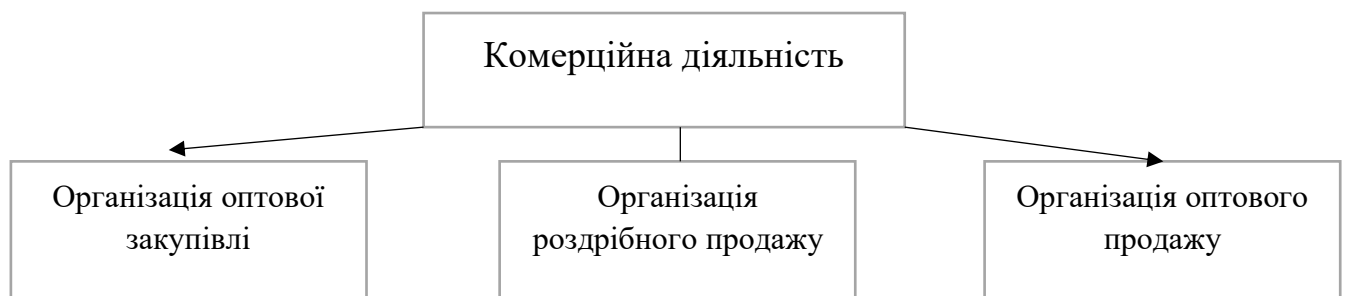 Комерційна діяльність
Організація оптової
закупівлі
Організація
роздрібного продажу
Організація оптового
продажу